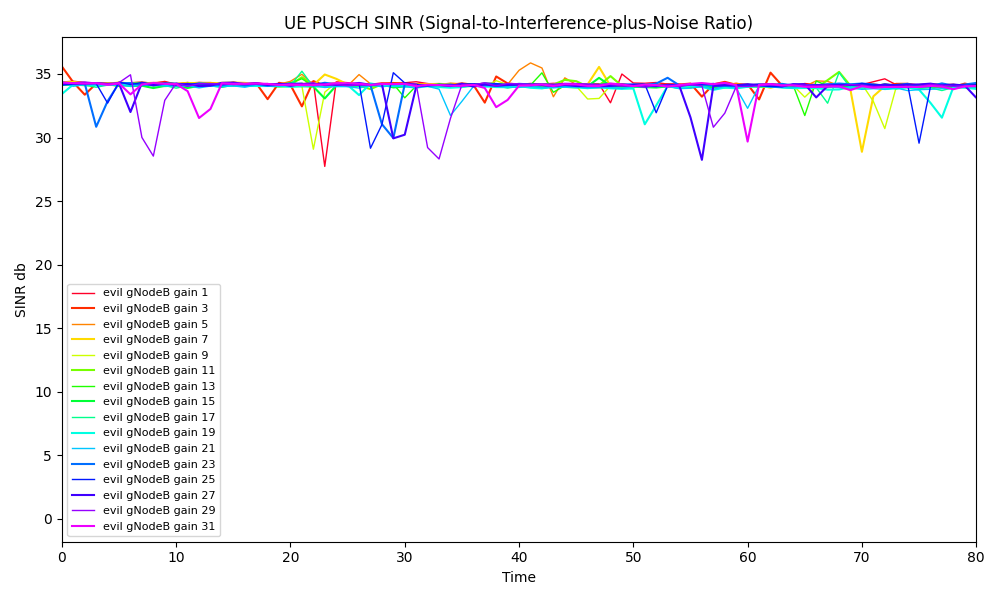 UE PUSCH SINR (Signal-to-Interference-plus-Noise Ratio)
SINR db
35
30
25
20
15
10
5
0
evil gNodeB gain 1
evil gNodeB gain 3
evil gNodeB gain 5
evil gNodeB gain 7
evil gNodeB gain 9
evil gNodeB gain 11
evil gNodeB gain 13
evil gNodeB gain 15
evil gNodeB gain 17
evil gNodeB gain 19
evil gNodeB gain 21
evil gNodeB gain 23
evil gNodeB gain 25
evil gNodeB gain 27
evil gNodeB gain 29
evil gNodeB gain 31
0 10 20 30 40 50 60 70 80
Time